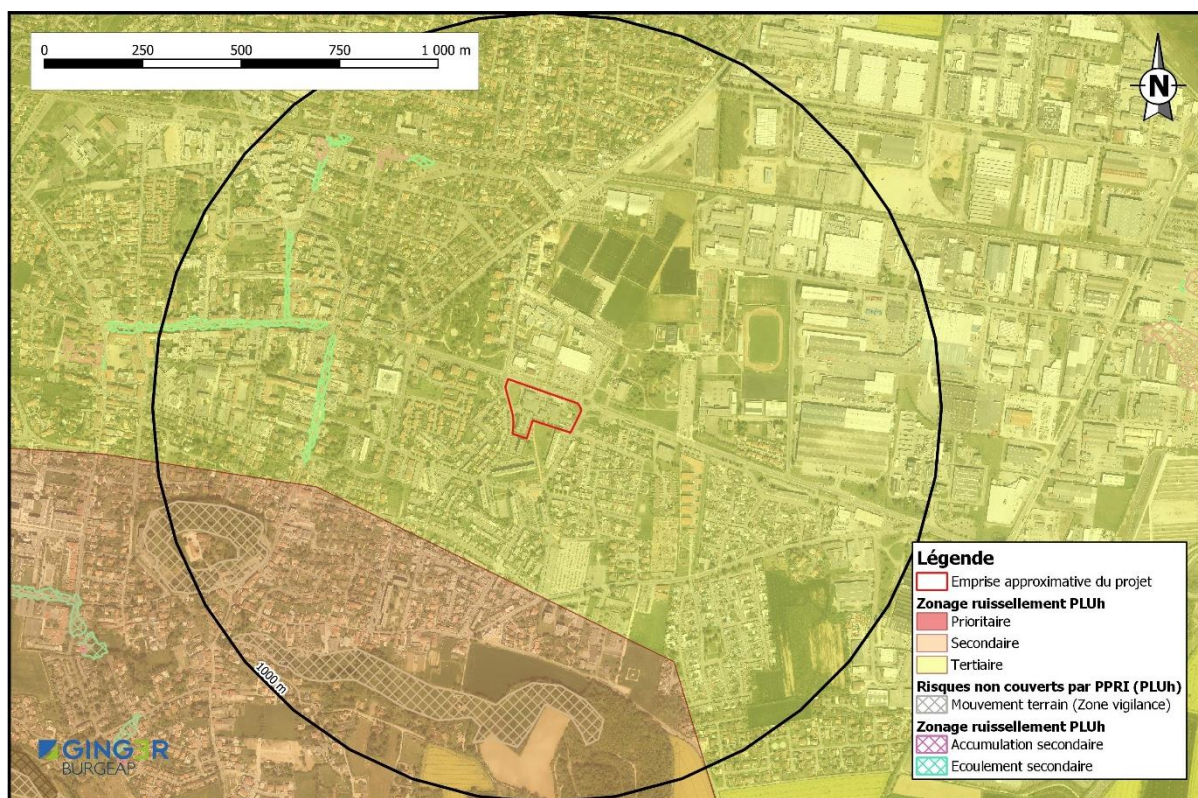 0 250 500 750 1 000 m
N
1000 m
Légende
Emprise approximative du projet
Zonage ruissellement PLUh
Prioritaire
Secondaire
Tertiaire
Risques non couverts par PPRI (PLUh)
Mouvement terrain (Zone vigilance)
Zonage ruissellement PLUh
Accumulation secondaire
Ecoulement secondaire
GINGER
BURGEAP